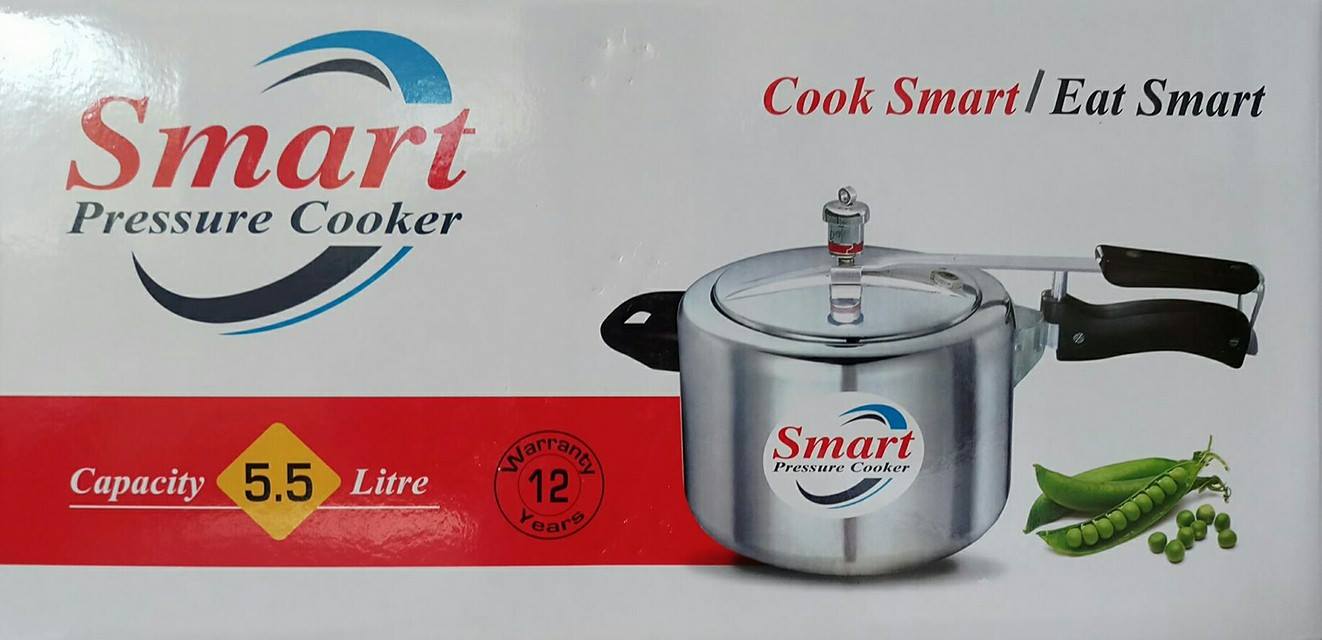 Smart
Pressure Cooker
Cook Smart / Eat Smart
Capacity 5.5 Litre
Warranty
12
Years
Smart
Pressure Cooker